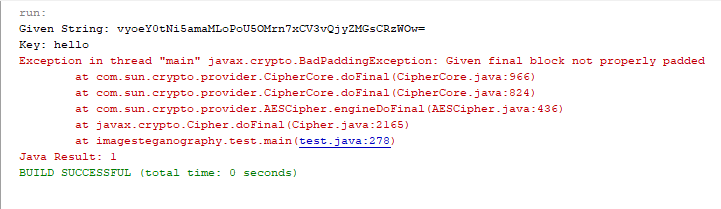 run:
Given String: vyoeY0tNi5amaMLoPoU5OMrn7xCV3vQjyZMGsCRzWOw=
Key: hello
Exception in thread "main" javax.crypto.BadPaddingException: Given final block not properly padded
at com.sun.crypto.provider.CipherCore.doFinal(CipherCore.java:966)
at com.sun.crypto.provider.CipherCore.doFinal(CipherCore.java:824)
at com.sun.crypto.provider.AESCipher.engineDoFinal(AESCipher.java:436)
at javax.crypto.Cipher.doFinal(Cipher.java:2165)
at imagesteganography.test.main(test.java:278)
Java Result: 1
BUILD SUCCESSFUL (total time: 0 seconds)